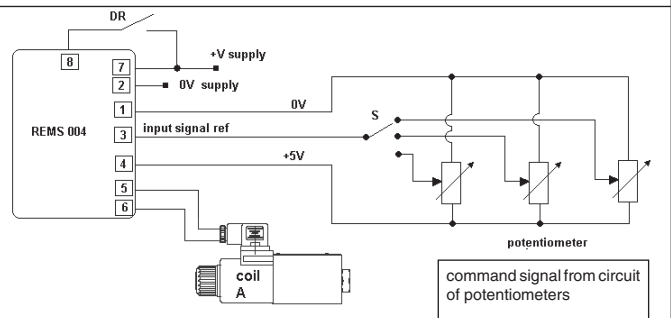 DR
8
7
+V supply
2
0V supply
1
0V
S
REMS 004
3
input signal ref
4
+5V
5
6
potentiometer
coil
A
command signal from circuit
of potentiometers